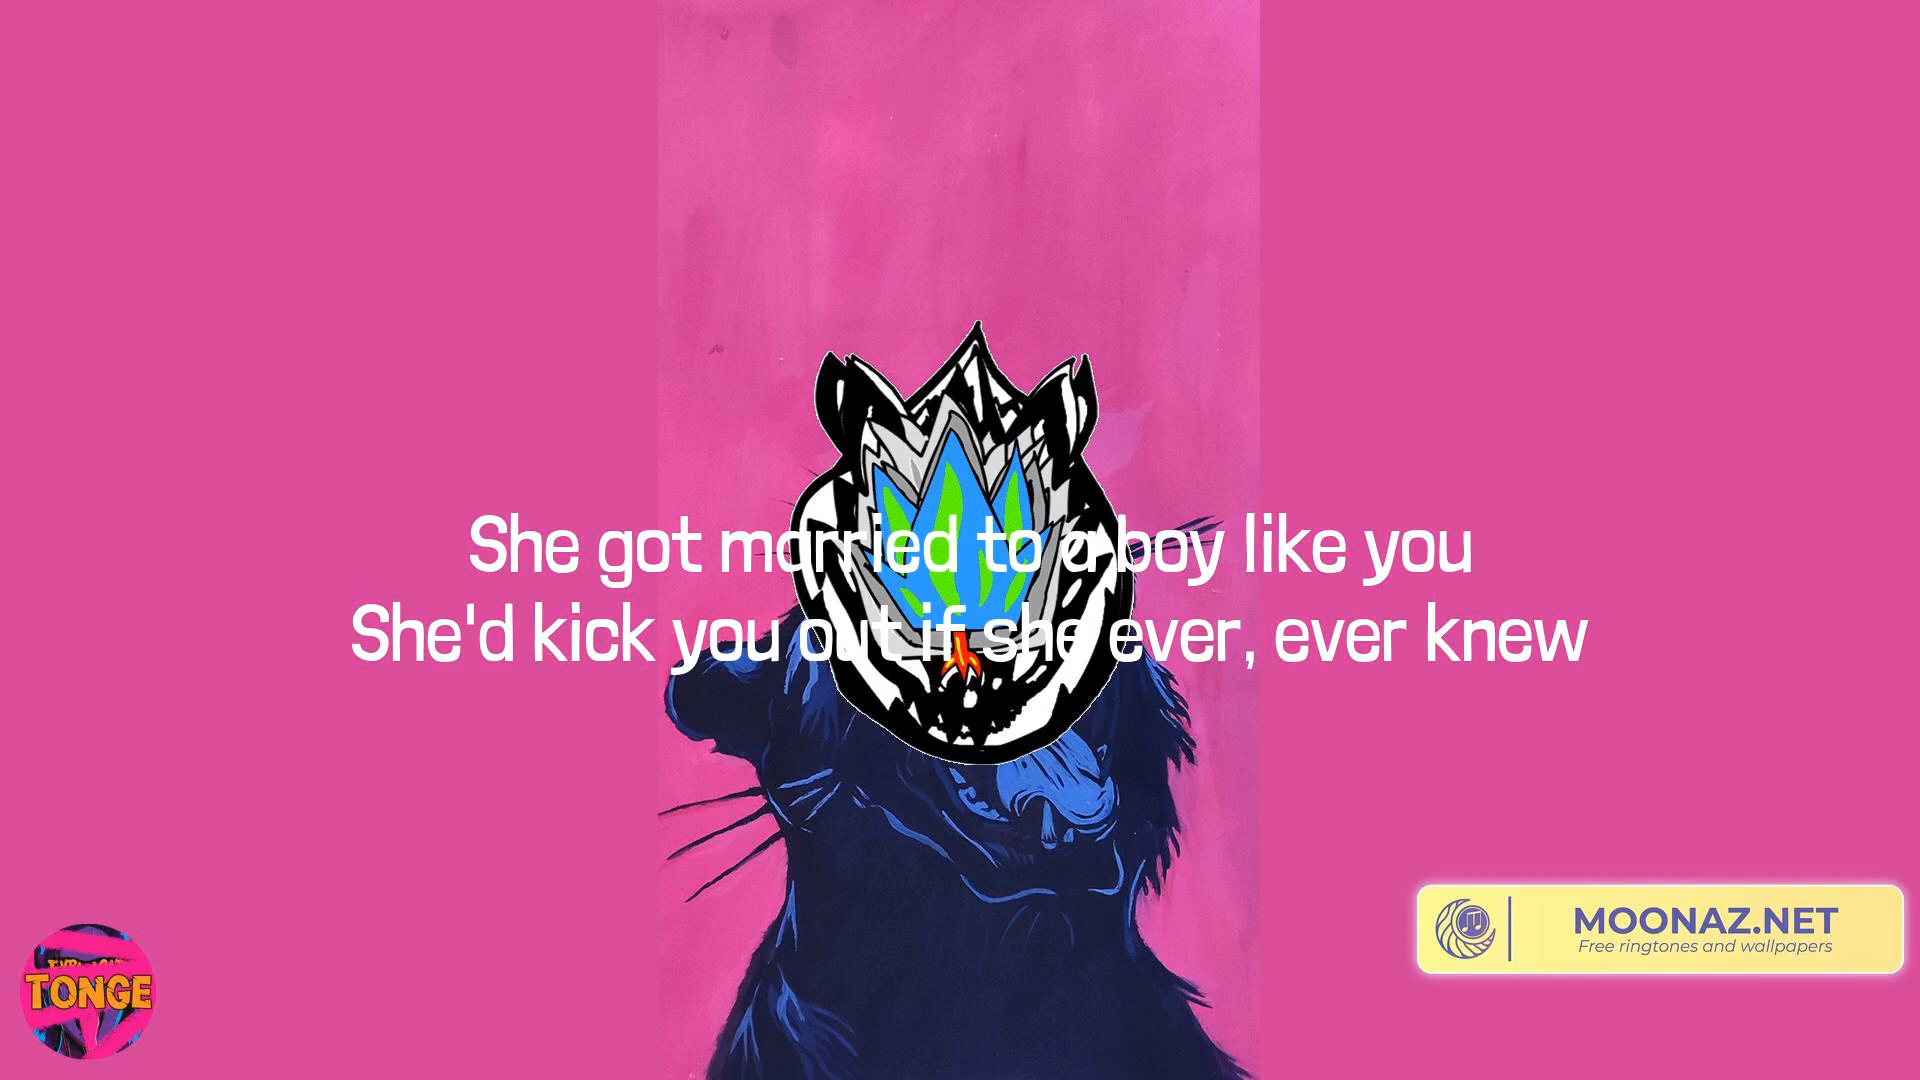 She got married to a boy like you
She'd kick you out if she ever, ever knew
MOONAZ.NET
Free ringtones and wallpapers
TONGE